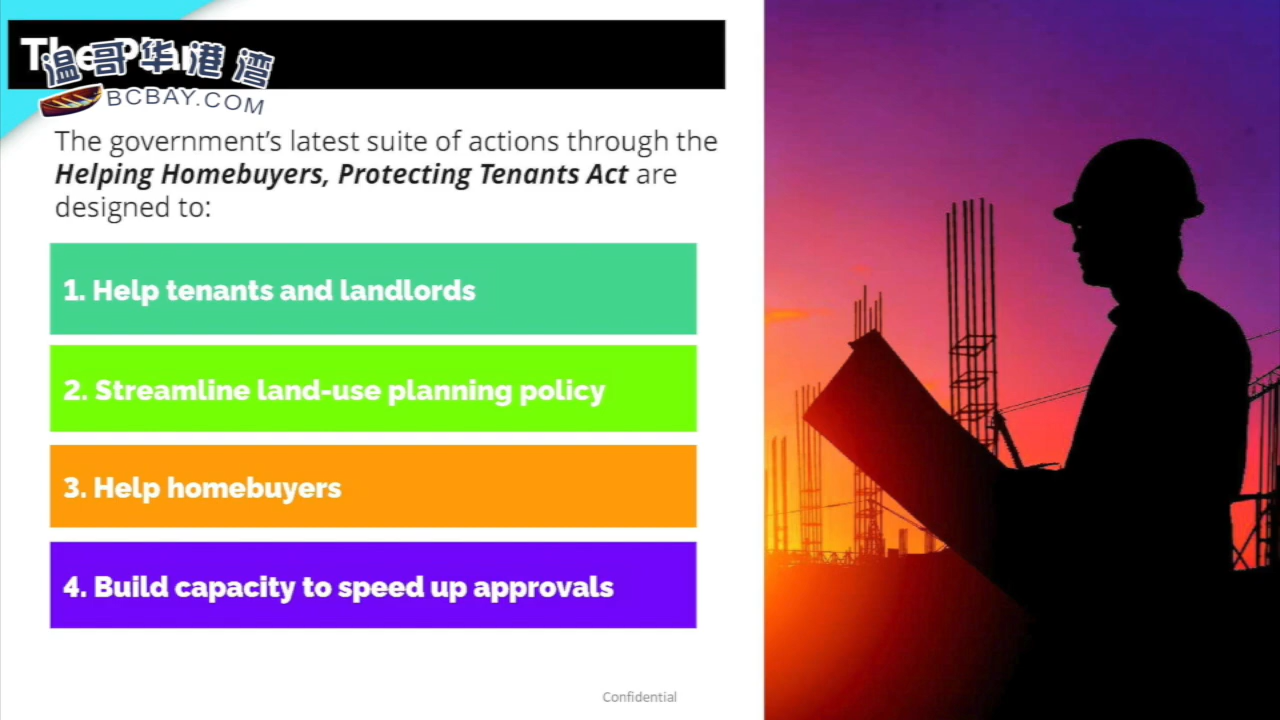 The Plan
温哥华港湾
BCBAY.COM
The government's latest suite of actions through the
Helping Homebuyers, Protecting Tenants Act are
designed to:
1. Help tenants and landlords
2. Streamline land-use planning policy
3. Help homebuyers
4. Build capacity to speed up approvals
Confidential